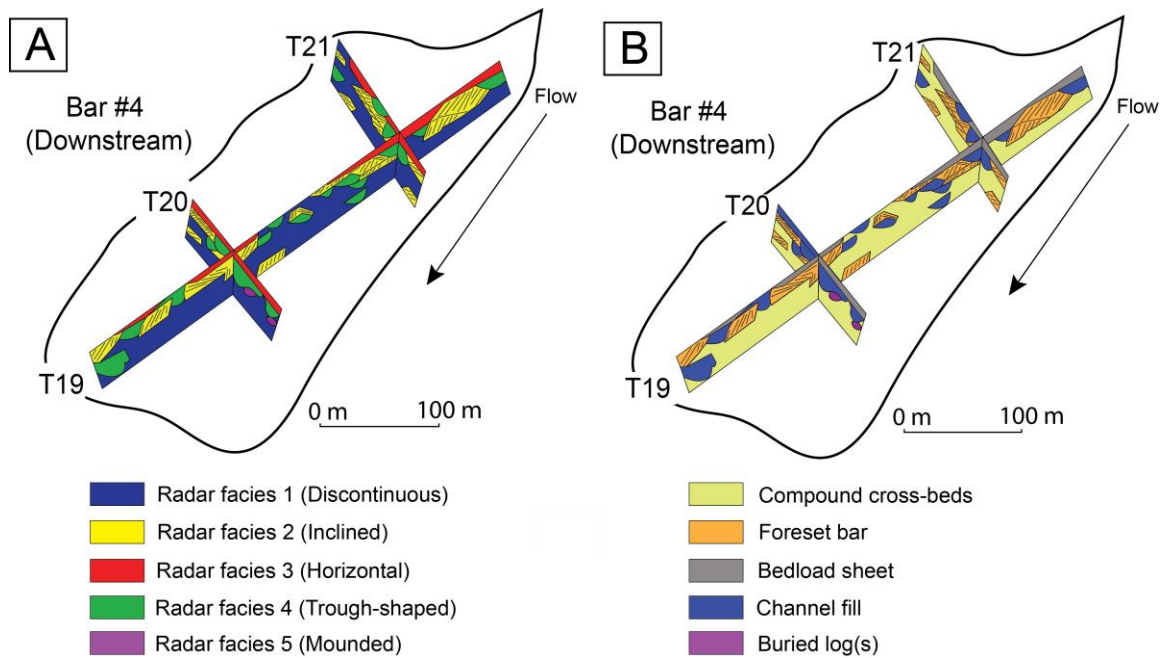 A
T21
Bar #4
(Downstream)
Flow
T20
T19
0 m 100 m
Radar facies 1 (Discontinuous)
Radar facies 2 (Inclined)
Radar facies 3 (Horizontal)
Radar facies 4 (Trough-shaped)
Radar facies 5 (Mounded)
B
T21
Bar #4
(Downstream)
Flow
T20
T19
0 m 100 m
Compound cross-beds
Foreset bar
Bedload sheet
Channel fill
Buried log(s)